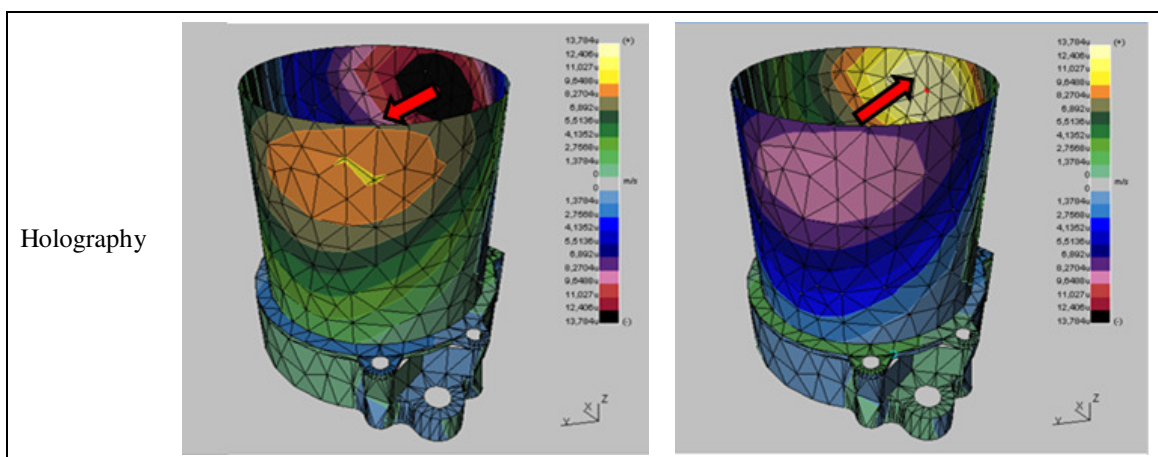 Holography
13,784u (+)
12,406u
11,027u
9,6488u
8,2704u
6,892u
5,5136u
4,1352u
2,7568u
1,3784u
0
m/s
0
1,3784u
2,7568u
4,1352u
5,5136u
6,892u
8,2704u
9,6488u
11,027u
12,406u
13,784u (-)
Z
X
Y
13,784u (+)
12,406u
11,027u
9,6488u
8,2704u
6,892u
5,5136u
4,1352u
2,7568u
1,3784u
0
m/s
0
1,3784u
2,7568u
4,1352u
5,5136u
6,892u
8,2704u
9,6488u
11,027u
12,406u
13,784u (-)
Z
X
Y